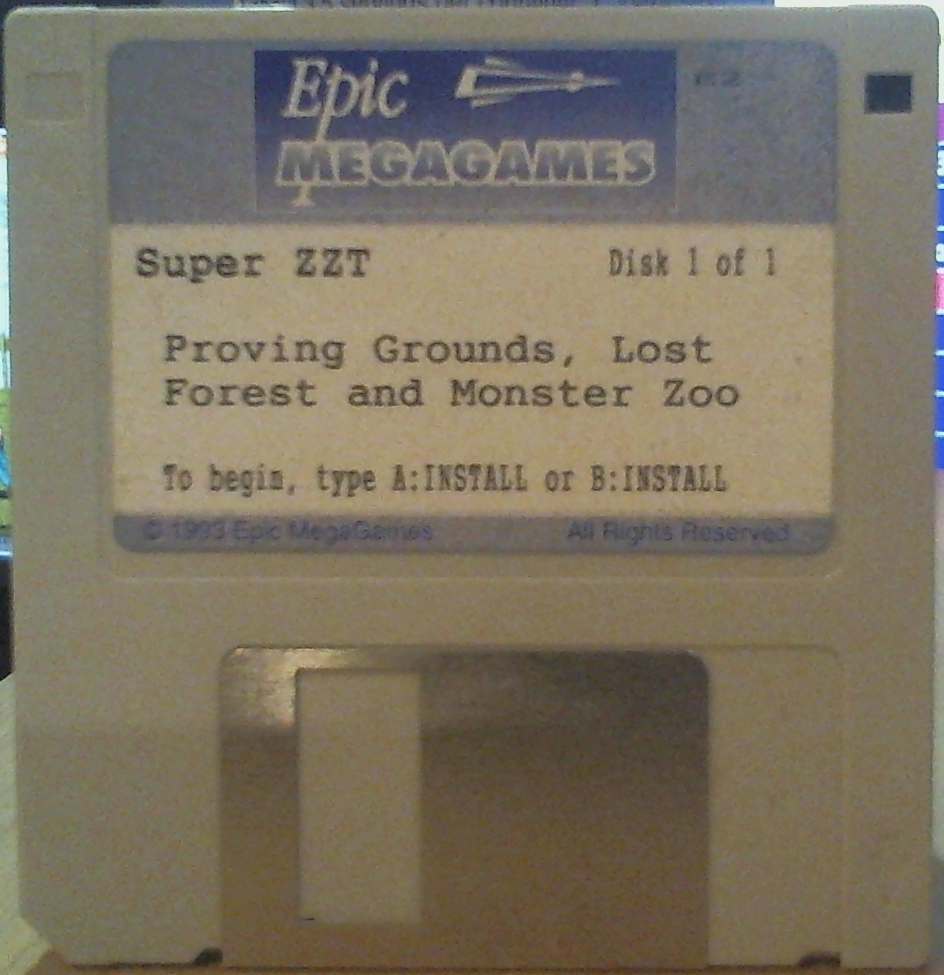 Epic
MEGAGAMES
Super ZZT Disk 1 of 1
Proving Grounds, Lost
Forest and Monster Zoo
To begin, type A:INSTALL or B:INSTALL
© 1993 Epic MegaGames All Rights Reserved